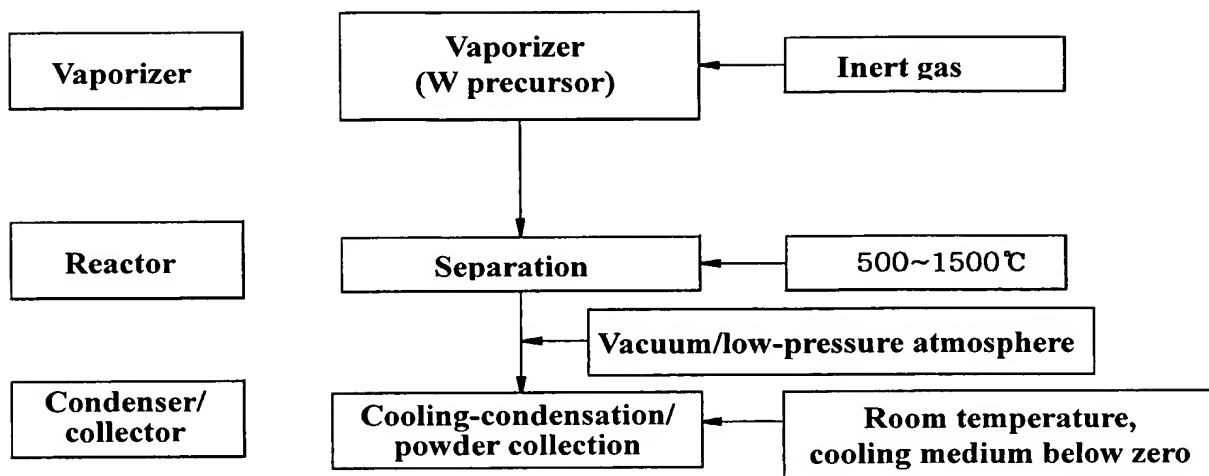 Vaporizer
Vaporizer
(W precursor)
Inert gas
Reactor
Separation
500~1500℃
Vacuum/low-pressure atmosphere
Condenser/
collector
Cooling-condensation/
powder collection
Room temperature,
cooling medium below zero